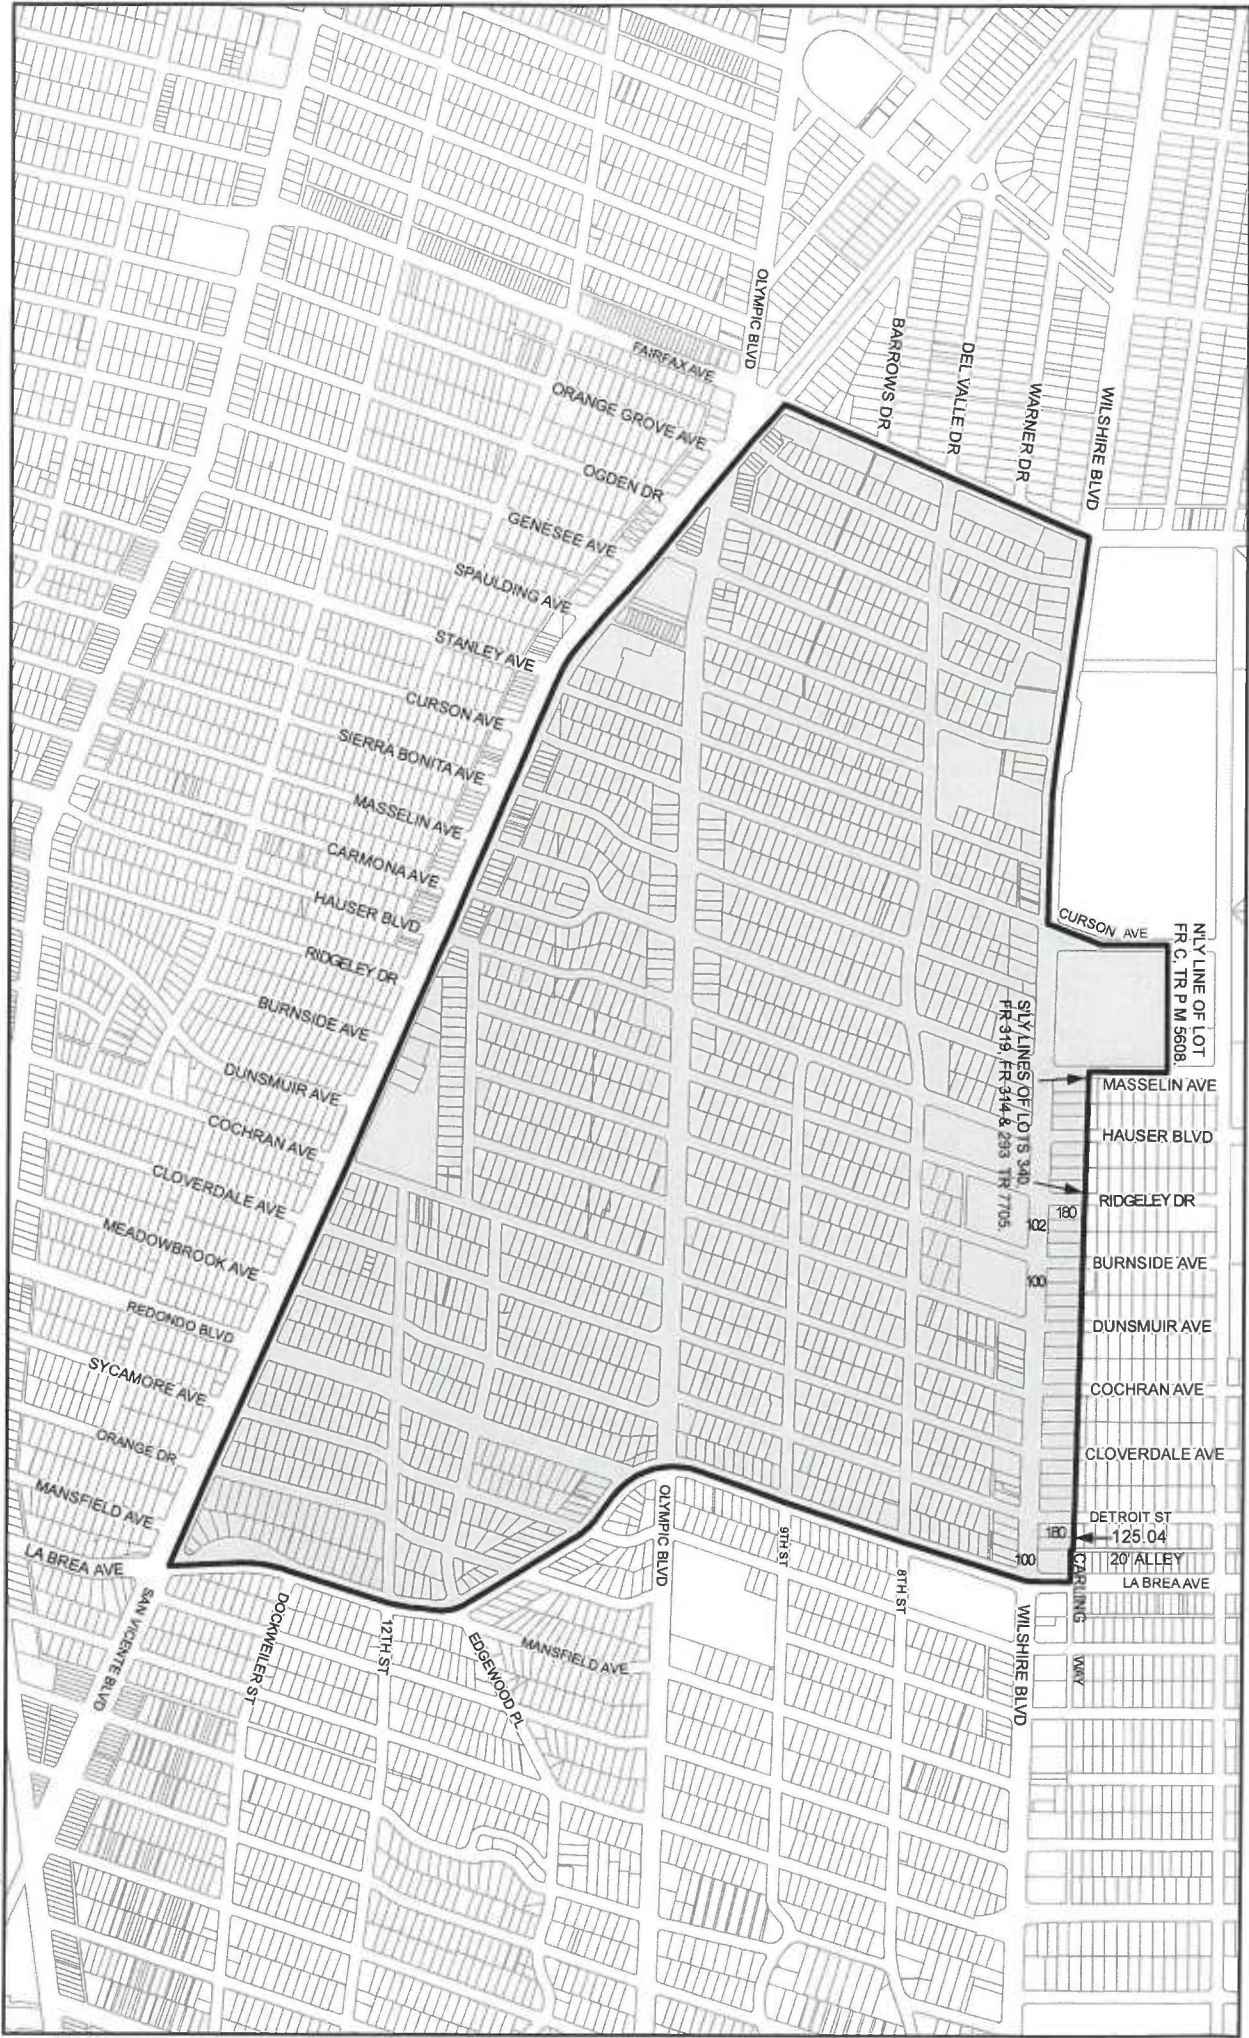 OLYMPIC BLVD
BARROWS DR
DEL VALLE DR
WARNER DR
WILSHIRE BLVD
FAIRFAX AVE
ORANGE GROVE AVE
OGDEN DR
GENESEE AVE
SPAULDING AVE
STANLEY AVE
CURSON AVE
SIERRA BONITA AVE
MASSELIN AVE
CARMONA AVE
HAUSER BLVD
RIDGELEY DR
BURNSIDE AVE
DUNSMUIR AVE
COCHRAN AVE
CLOVERDALE AVE
MEADOWBROOK AVE
REDONDO BLVD
SYCAMORE AVE
ORANGE DR
MANSFIELD AVE
LA BREA AVE
SAN VICENTE BLVD
DOCKWEILER ST
12TH ST
EDGEWOOD PL
MANSFIELD AVE
OLYMPIC BLVD
9TH ST
8TH ST
WILSHIRE BLVD
CURSON AVE
N'LY LINE OF LOT
FR C, TR P M 5608.
S'LY LINES OF LOTS 340,
FR 319, FR 314 & 293 TR 7705.
MASSELIN AVE
HAUSER BLVD
RIDGELEY DR
180
102
BURNSIDE AVE
100
DUNSMUIR AVE
COCHRAN AVE
CLOVERDALE AVE
DETROIT ST
180
125.04
100
20' ALLEY
LA BREA AVE
CARLING WAY